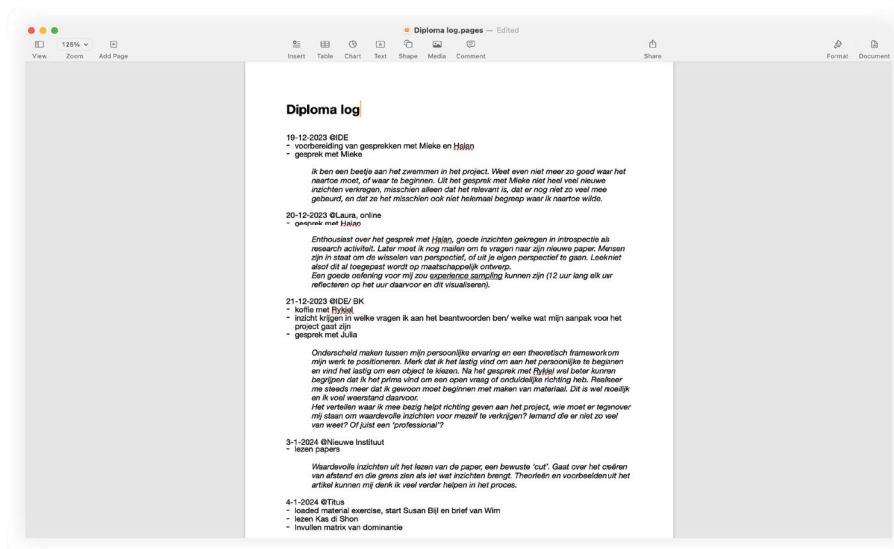 Diploma log.pages — Edited
125%
View Zoom Add Page Insert Table Chart Text Shape Media Comment Share Format Document
Diploma log
19-12-2023 @IDE
- voorbereiding van gesprekken met Mieke en Haian
- gesprek met Mieke
Ik ben een beetje aan het zwemmen in het project. Weet even niet meer zo goed waar het
naartoe moet, of waar te beginnen. Uit het gesprek met Mieke niet heel veel nieuwe
inzichten verkregen, misschien alleen dat het relevant is, dat er nog niet zo veel mee
gebeurd, en dat ze het misschien ook niet helemaal begreep waar ik naartoe wilde.
20-12-2023 @Laura, online
- gesprek met Haian
Enthousiast over het gesprek met Haian, goede inzichten gekregen in introspectie als
research activiteit. Later moet ik nog mailen om te vragen naar zijn nieuwe paper. Mensen
zijn in staat om de wisselen van perspectief, of uit je eigen perspectief te gaan. Leek niet
alsof dit al toegepast wordt op maatschappelijk ontwerp.
Een goede oefening voor mij zou experience sampling kunnen zijn (12 uur lang elk uur
reflecteren op het uur daarvoor en dit visualiseren).
21-12-2023 @IDE/ BK
- koffie met Rykjel
- inzicht krijgen in welke vragen ik aan het beantwoorden ben/ welke wat mijn aanpak voor het
project gaat zijn
- gesprek met Julia
Onderscheid maken tussen mijn persoonlijke ervaring en een theoretisch framework om
mijn werk te positioneren. Merk dat ik het lastig vind om aan het persoonlijke te beginnen
en vind het lastig om een object te kiezen. Na het gesprek met Rykjel wel beter kunnen
begrijpen dat ik het prima vind om een open vraag of onduidelijke richting heb. Realiseer
me steeds meer dat ik gewoon moet beginnen met maken van materiaal. Dit is wel moeilijk
en ik voel weerstand daarvoor.
Het vertellen waar ik mee bezig helpt richting geven aan het project, wie moet er tegenover
mij staan om waardevolle inzichten voor mezelf te verkrijgen? Iemand die er niet zo veel
van weet? Of juist een 'professional'?
3-1-2024 @Nieuwe Instituut
- lezen papers
Waardevolle inzichten uit het lezen van de paper, een bewuste 'cut'. Gaat over het creëren
van afstand en die grens zien als iet wat inzichten brengt. Theorieën en voorbeelden uit het
artikel kunnen mij denk ik veel verder helpen in het proces.
4-1-2024 @Titus
- loaded material exercise, start Susan Bijl en brief van Wim
- lezen Kas di Shon
- Invullen matrix van dominantie